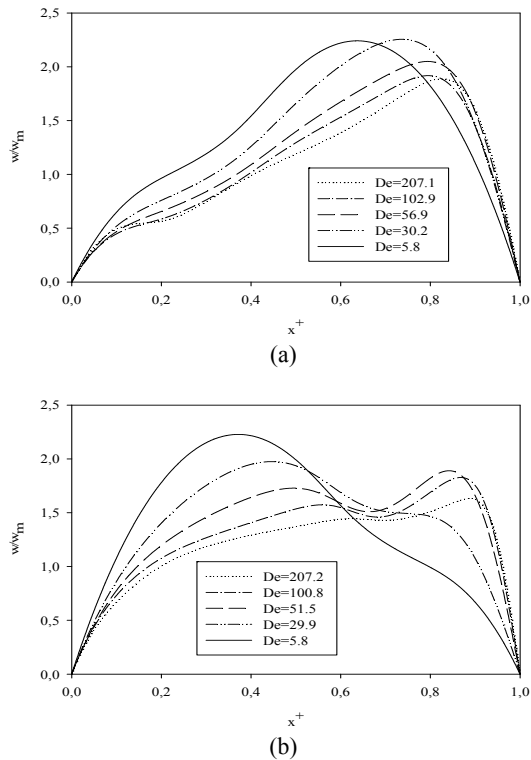 2,5
2,0
1,5
1,0
0,5
0,0
w/w_m
De=207.1
De=102.9
De=56.9
De=30.2
De=5.8
0,0 0,2 0,4 0,6 0,8 1,0
x+
(a)
2,5
2,0
1,5
1,0
0,5
0,0
w/w_m
De=207.2
De=100.8
De=51.5
De=29.9
De=5.8
0,0 0,2 0,4 0,6 0,8 1,0
x+
(b)